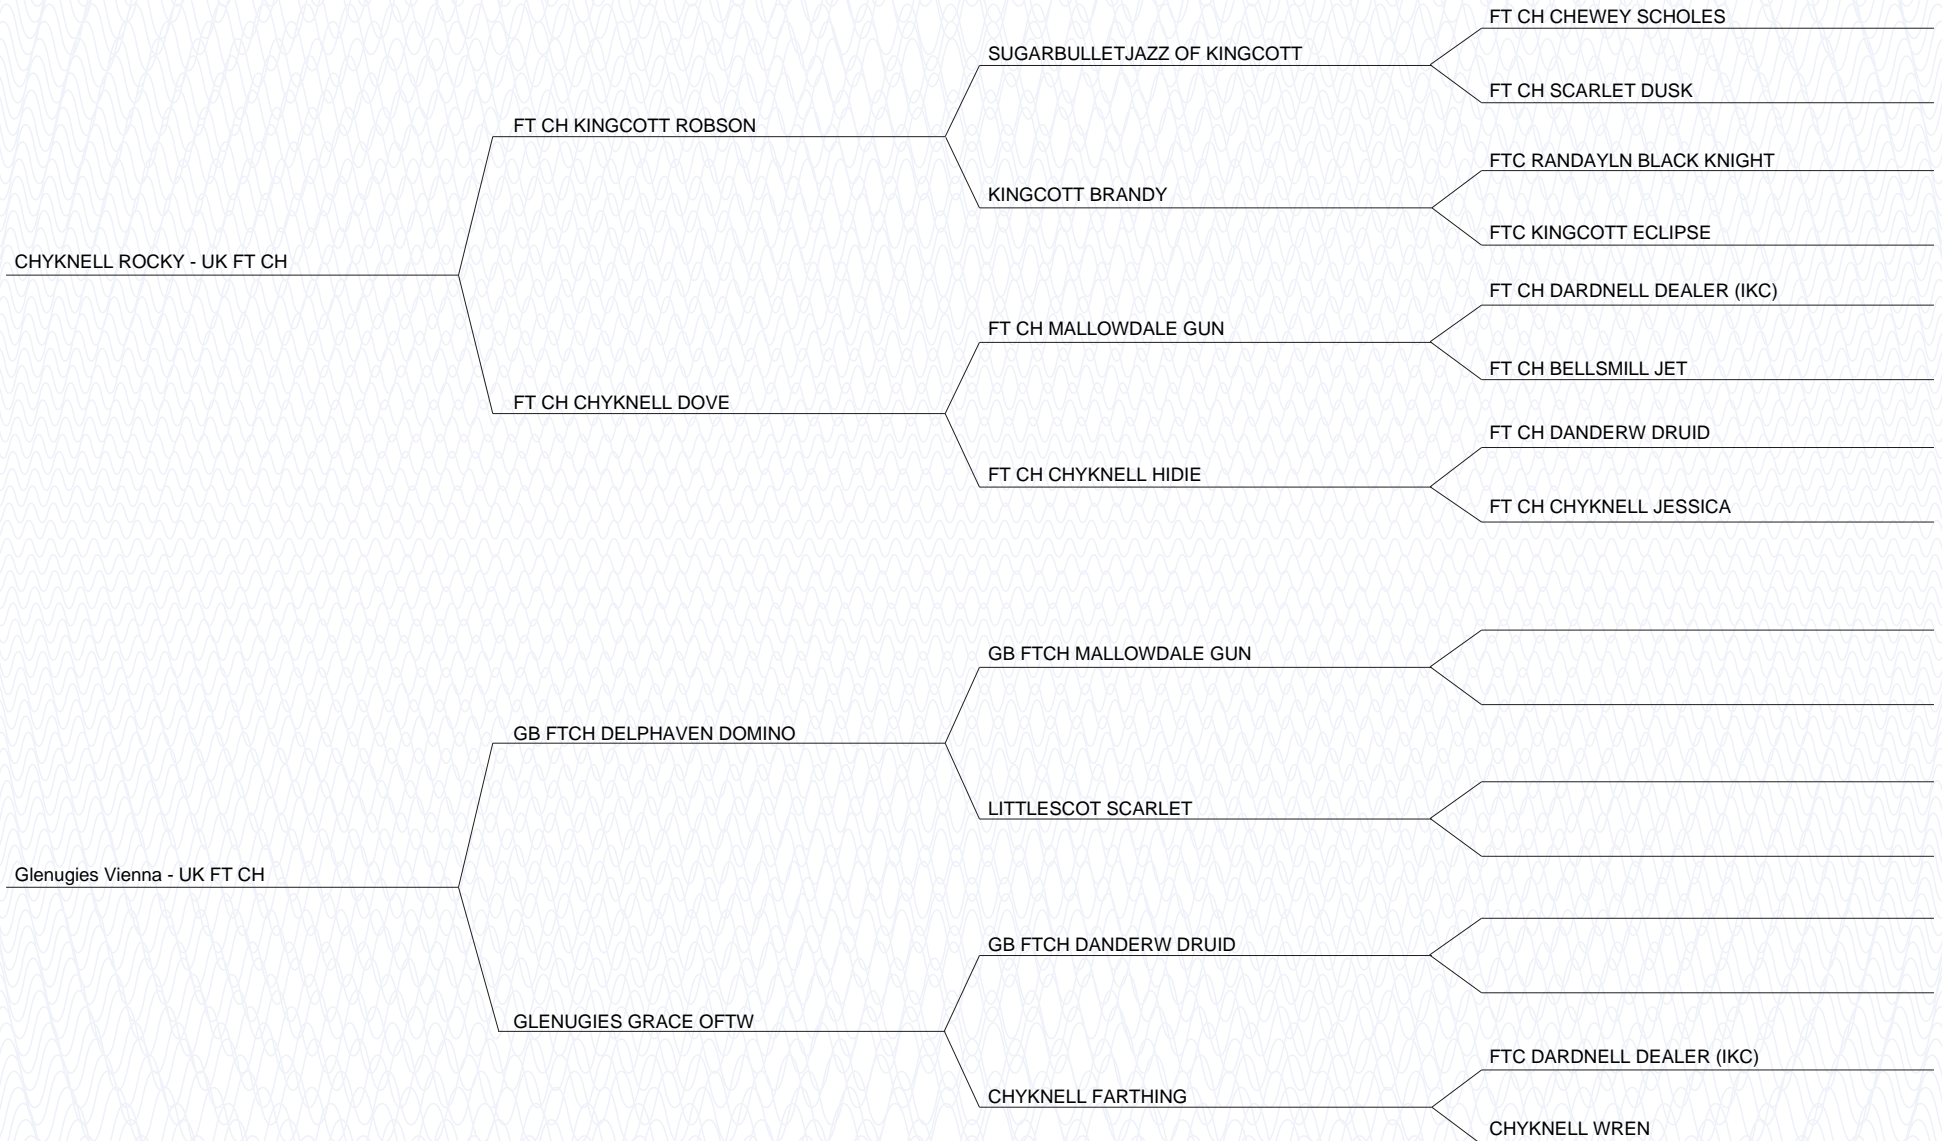 FT CH CHEWEY SCHOLES
SUGARBULLETJAZZ OF KINGCOTT
FT CH SCARLET DUSK
FT CH KINGCOTT ROBSON
FTC RANDAYLN BLACK KNIGHT
KINGCOTT BRANDY
FTC KINGCOTT ECLIPSE
CHYKNELL ROCKY - UK FT CH
FT CH DARDNELL DEALER (IKC)
FT CH MALLOWDALE GUN
FT CH BELLSMILL JET
FT CH CHYKNELL DOVE
FT CH DANDERW DRUID
FT CH CHYKNELL HIDIE
FT CH CHYKNELL JESSICA
GB FTCH MALLOWDALE GUN
GB FTCH DELPHAVEN DOMINO
LITTLESCOT SCARLET
Glenugies Vienna - UK FT CH
GB FTCH DANDERW DRUID
GLENUGIES GRACE OFTW
FTC DARDNELL DEALER (IKC)
CHYKNELL FARTHING
CHYKNELL WREN